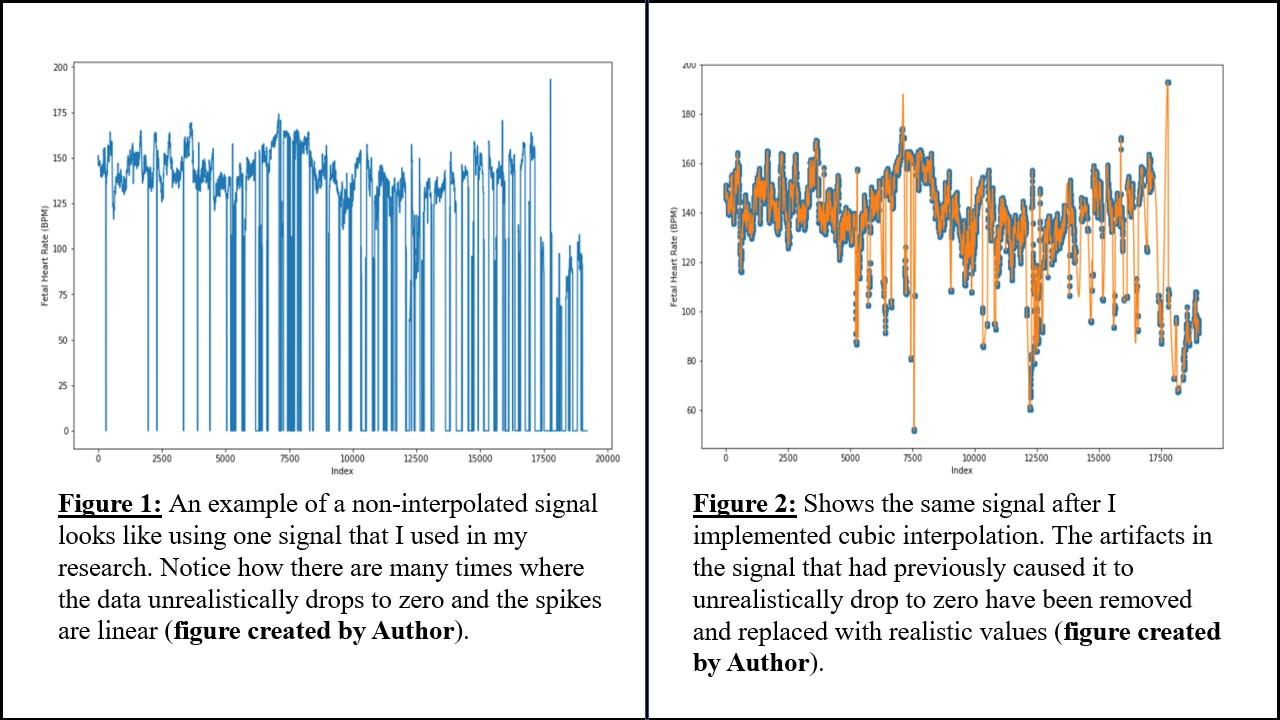 200
175
150
125
100
75
50
25
0
Fetal Heart Rate (BPM)
0 2500 5000 7500 10000 12500 15000 17500 20000
Index
Figure 1: An example of a non-interpolated signal
looks like using one signal that I used in my
research. Notice how there are many times where
the data unrealistically drops to zero and the spikes
are linear (figure created by Author).
200
180
160
140
120
100
80
60
Fetal Heart Rate (BPM)
0 2500 5000 7500 10000 12500 15000 17500
Index
Figure 2: Shows the same signal after I
implemented cubic interpolation. The artifacts in
the signal that had previously caused it to
unrealistically drop to zero have been removed
and replaced with realistic values (figure created
by Author).